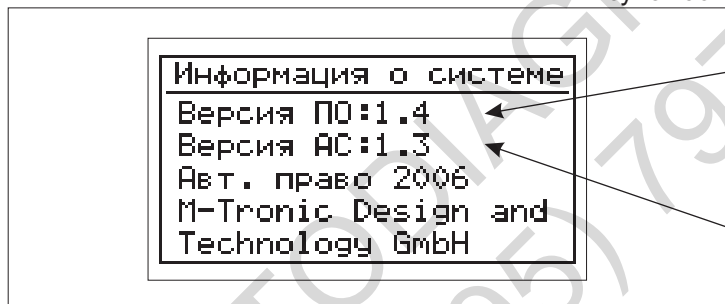 Информация о системе
Версия ПО:1.4
Версия АС:1.3
Авт. право 2006
M-Tronic Design and
Technology GmbH